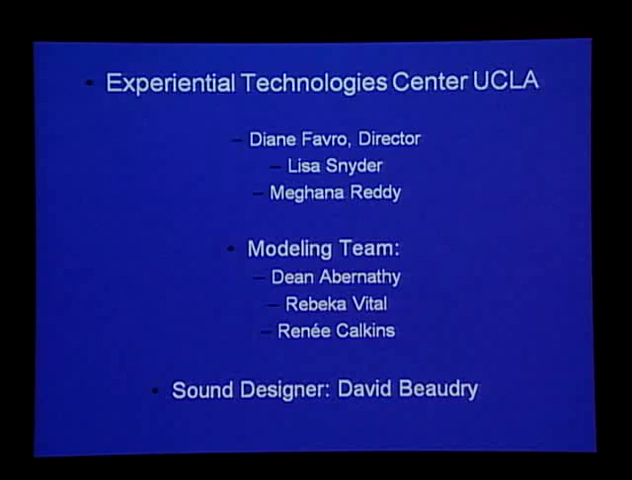 • Experiential Technologies Center UCLA
– Diane Favro, Director
– Lisa Snyder
– Meghana Reddy
• Modeling Team:
– Dean Abernathy
– Rebeka Vital
– Renée Calkins
• Sound Designer: David Beaudry